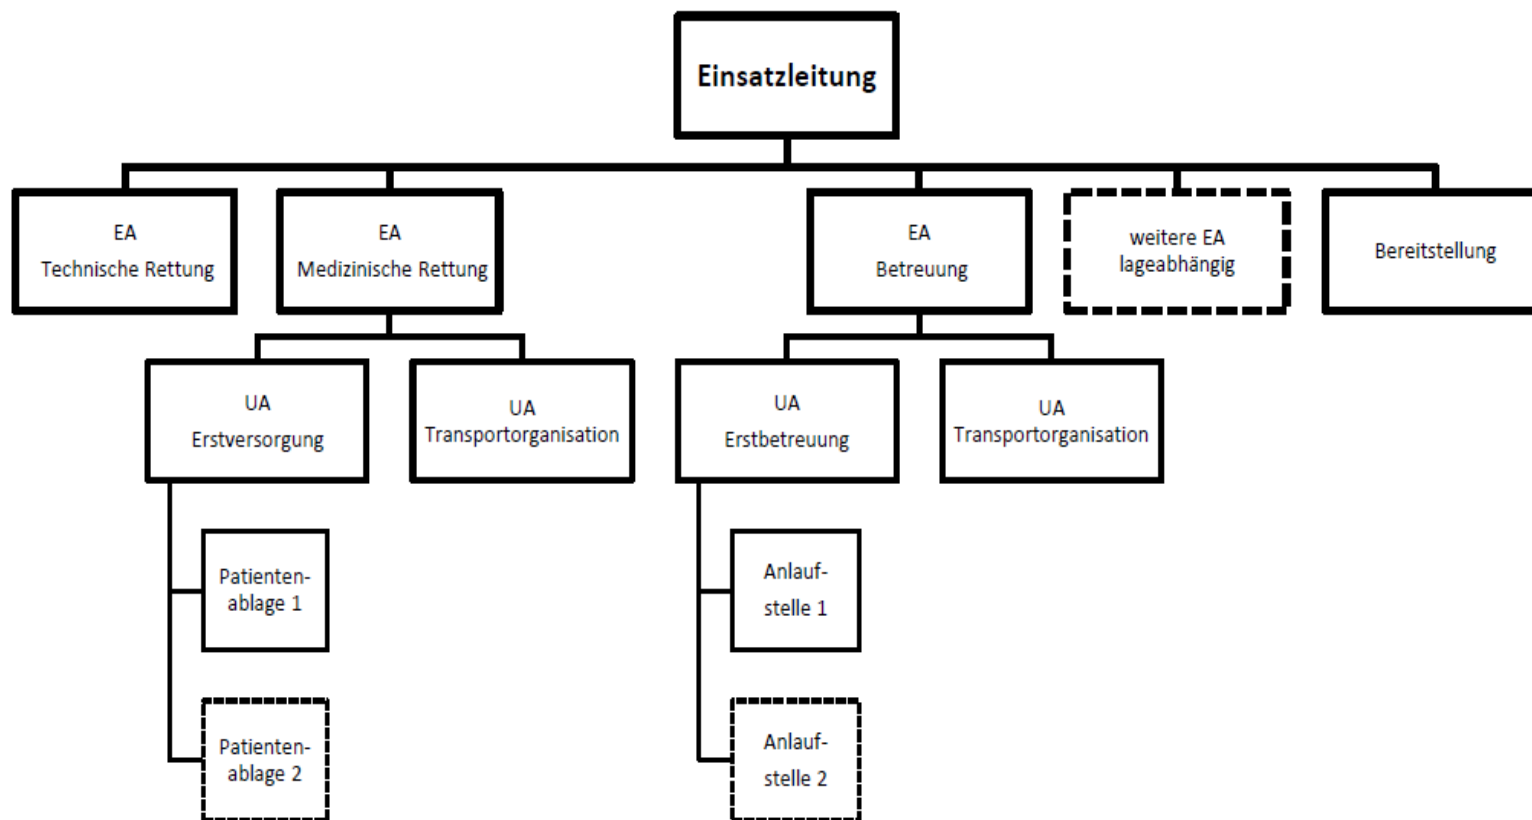 Einsatzleitung
EA
Technische Rettung
EA
Medizinische Rettung
EA
Betreuung
weitere EA
lageabhängig
Bereitstellung
UA
Erstversorgung
UA
Transportorganisation
UA
Erstbetreuung
UA
Transportorganisation
Patienten-
ablage 1
Anlauf-
stelle 1
Patienten-
ablage 2
Anlauf-
stelle 2